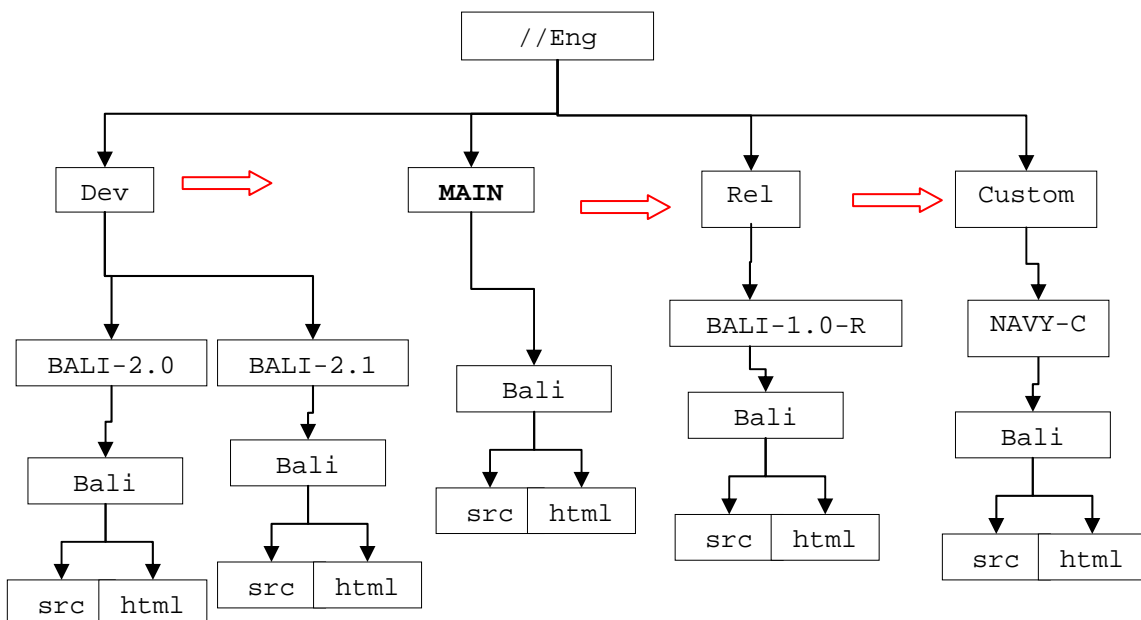 //Eng
Dev
MAIN
Rel
Custom
BALI-2.0
BALI-2.1
BALI-1.0-R
NAVY-C
Bali
Bali
Bali
Bali
Bali
src
html
src
html
src
html
src
html
src
html